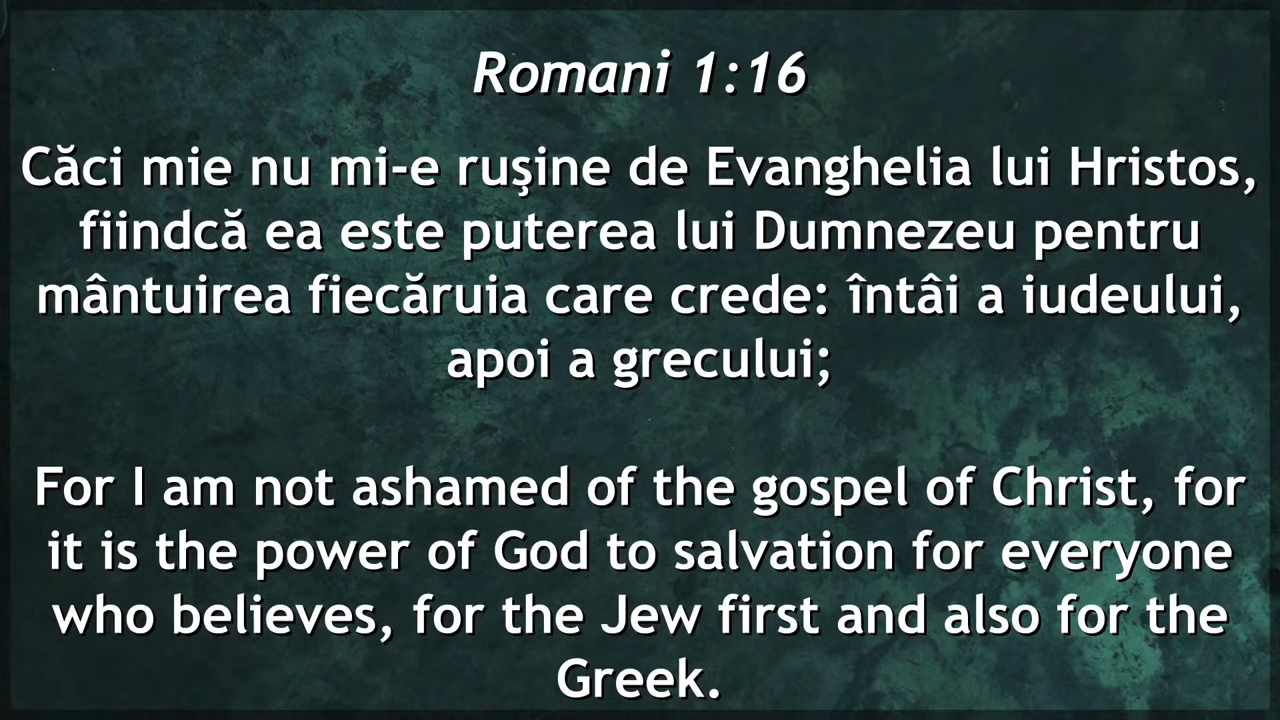 Romani 1:16
Căci mie nu mi-e ruşine de Evanghelia lui Hristos,
fiindcă ea este puterea lui Dumnezeu pentru
mântuirea fiecăruia care crede: întâi a iudeului,
apoi a grecului;
For I am not ashamed of the gospel of Christ, for
it is the power of God to salvation for everyone
who believes, for the Jew first and also for the
Greek.